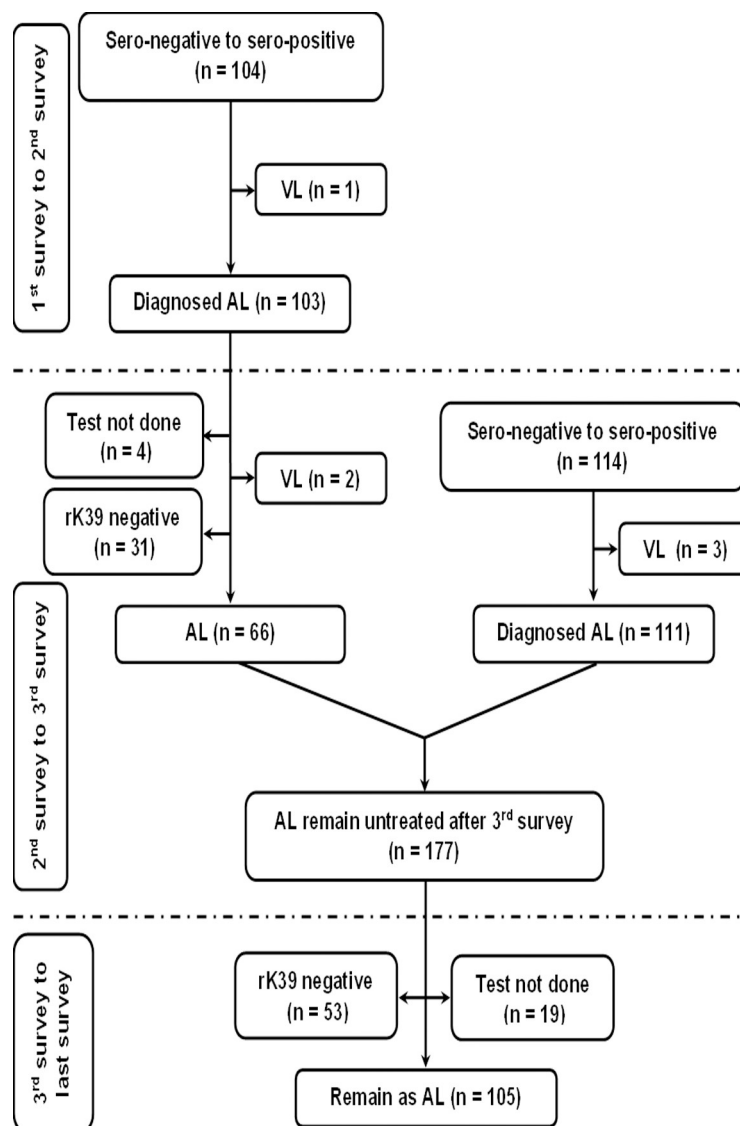 1st survey to 2nd survey
Sero-negative to sero-positive
(n = 104)
VL (n = 1)
Diagnosed AL (n = 103)
2nd survey to 3rd survey
Test not done
(n = 4)
VL (n = 2)
rK39 negative
(n = 31)
AL (n = 66)
Sero-negative to sero-positive
(n = 114)
VL (n = 3)
Diagnosed AL (n = 111)
AL remain untreated after 3rd survey
(n = 177)
3rd survey to
last survey
rK39 negative
(n = 53)
Test not done
(n = 19)
Remain as AL (n = 105)